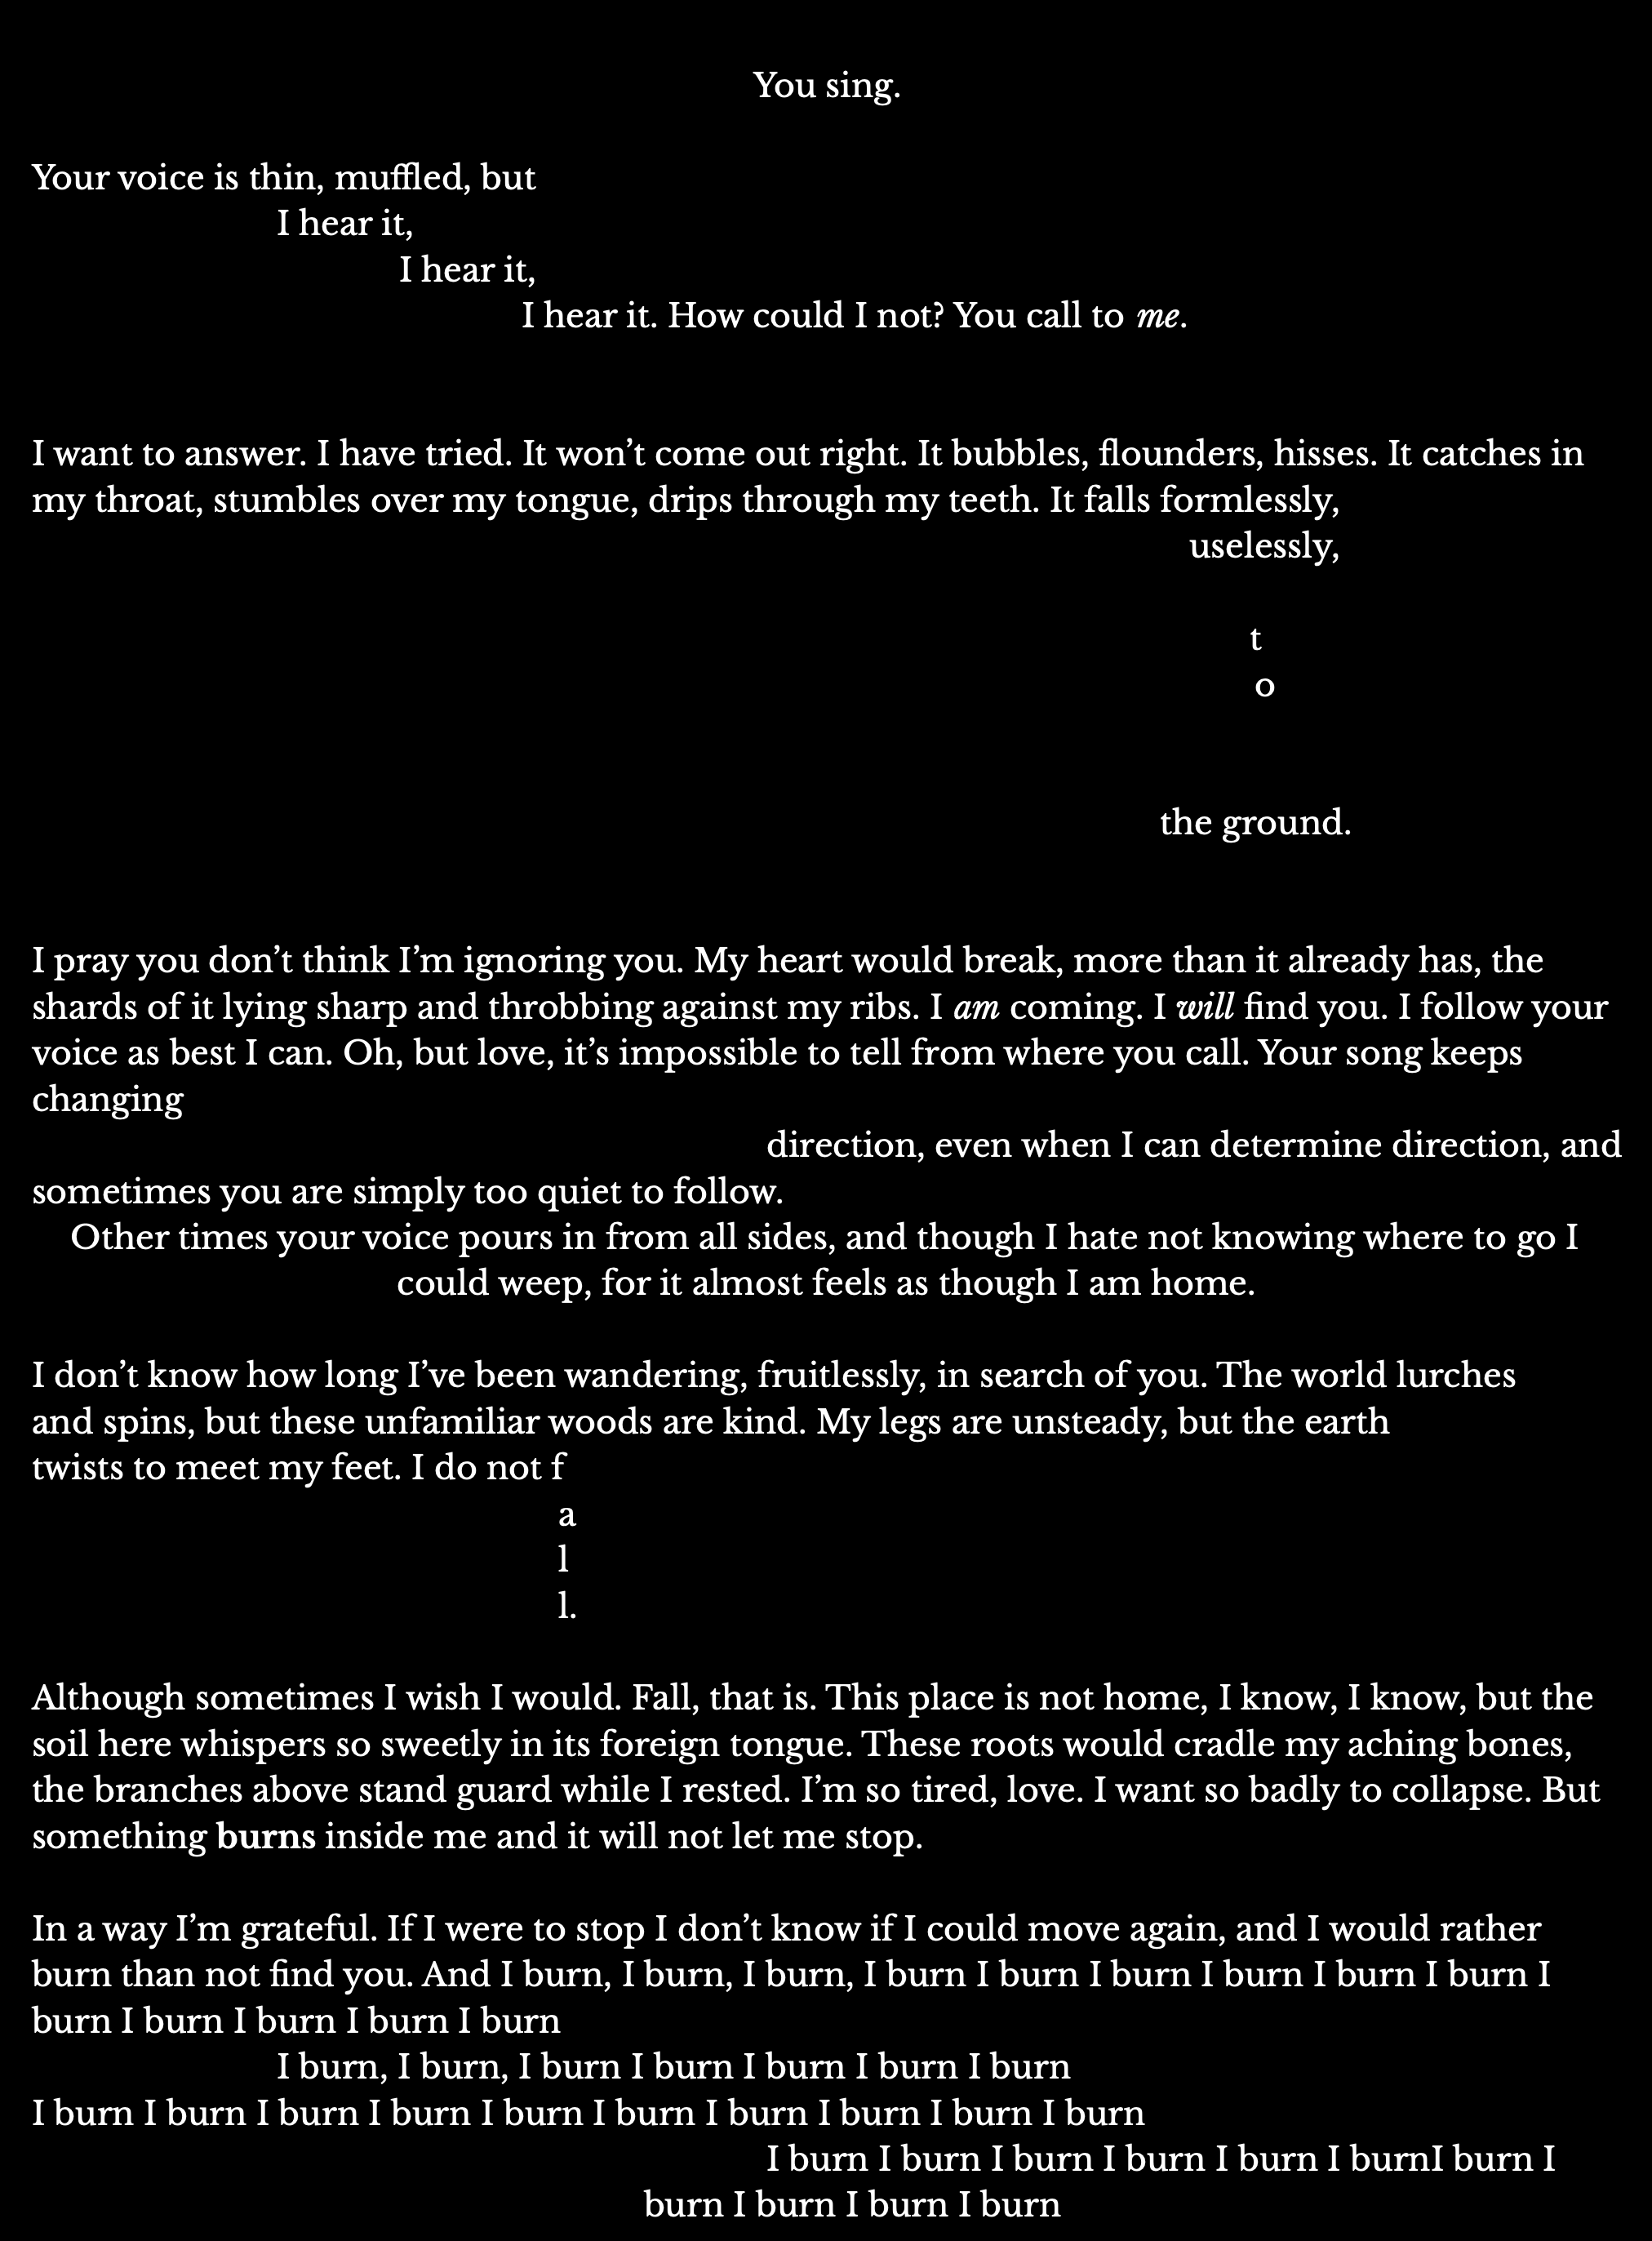 You sing.
Your voice is thin, muffled, but
I hear it,
I hear it,
I hear it. How could I not? You call to me.
I want to answer. I have tried. It won’t come out right. It bubbles, flounders, hisses. It catches in
my throat, stumbles over my tongue, drips through my teeth. It falls formlessly,
uselessly,
t
o
the ground.
I pray you don’t think I’m ignoring you. My heart would break, more than it already has, the
shards of it lying sharp and throbbing against my ribs. I am coming. I will find you. I follow your
voice as best I can. Oh, but love, it’s impossible to tell from where you call. Your song keeps
changing
direction, even when I can determine direction, and
sometimes you are simply too quiet to follow.
Other times your voice pours in from all sides, and though I hate not knowing where to go I
could weep, for it almost feels as though I am home.
I don’t know how long I’ve been wandering, fruitlessly, in search of you. The world lurches
and spins, but these unfamiliar woods are kind. My legs are unsteady, but the earth
twists to meet my feet. I do not f
a
l
l.
Although sometimes I wish I would. Fall, that is. This place is not home, I know, I know, but the
soil here whispers so sweetly in its foreign tongue. These roots would cradle my aching bones,
the branches above stand guard while I rested. I’m so tired, love. I want so badly to collapse. But
something burns inside me and it will not let me stop.
In a way I’m grateful. If I were to stop I don’t know if I could move again, and I would rather
burn than not find you. And I burn, I burn, I burn, I burn I burn I burn I burn I burn I burn I
burn I burn I burn I burn I burn
I burn, I burn, I burn I burn I burn I burn I burn
I burn I burn I burn I burn I burn I burn I burn I burn I burn I burn
I burn I burn I burn I burn I burn I burnI burn I
burn I burn I burn I burn